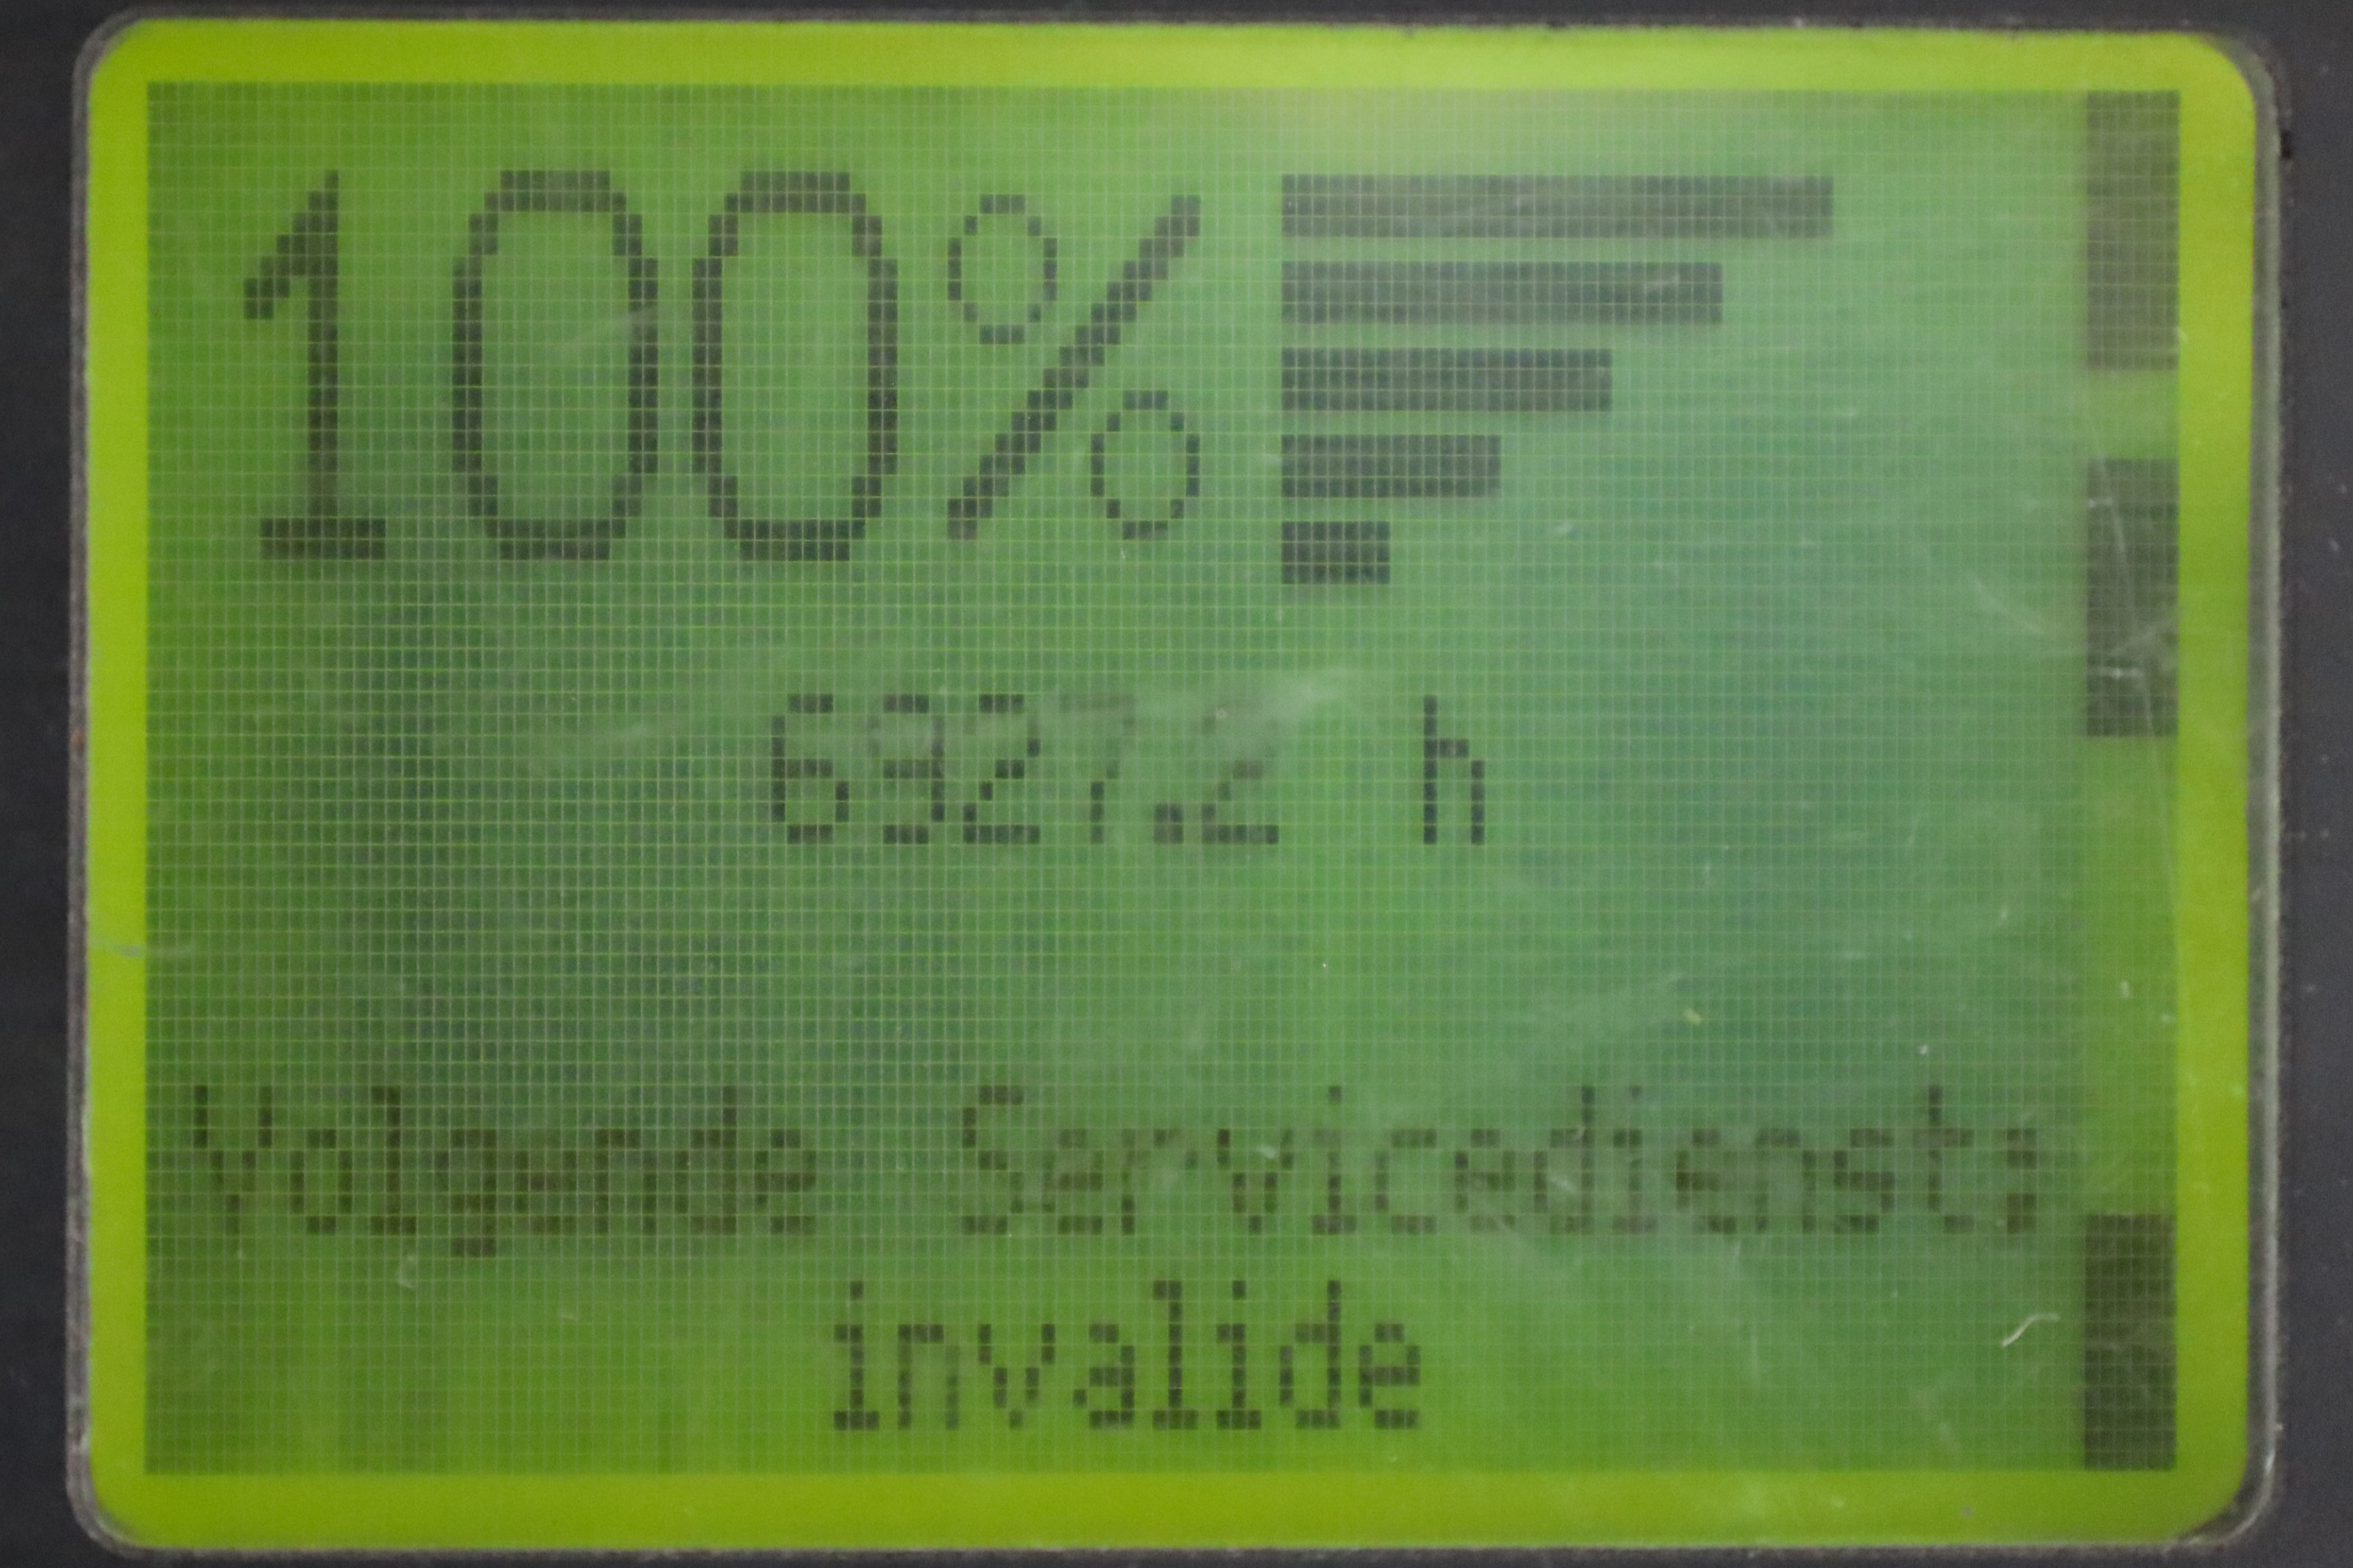 100%
6327.2 h
Volgende Servicedienst:
invalide